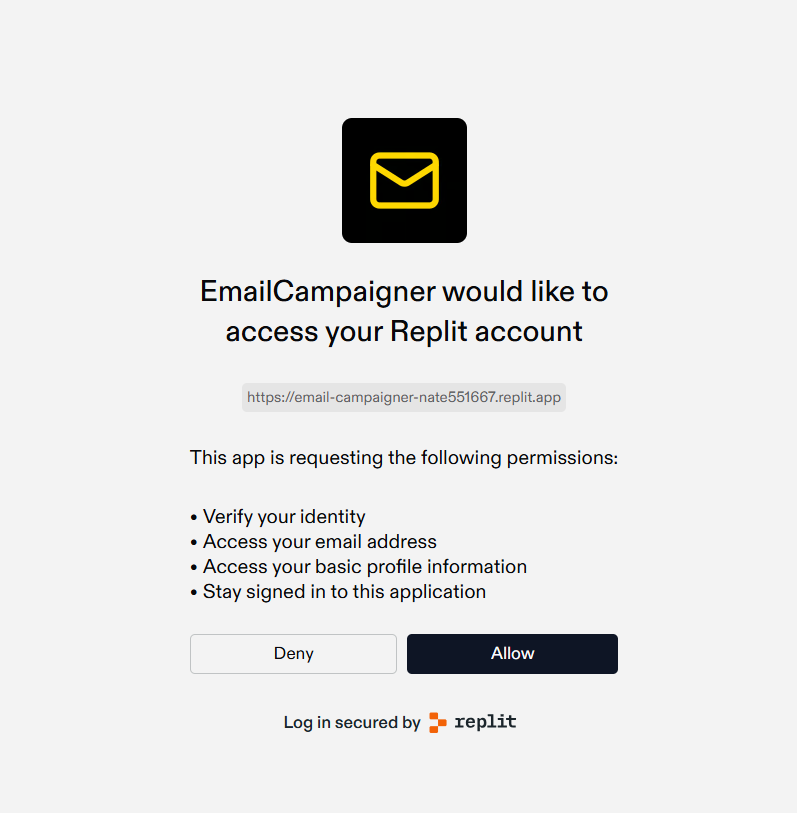 EmailCampaigner would like to
access your Replit account
https://email-campaigner-nate551667.replit.app
This app is requesting the following permissions:
• Verify your identity
• Access your email address
• Access your basic profile information
• Stay signed in to this application
Deny Allow
Log in secured by replit